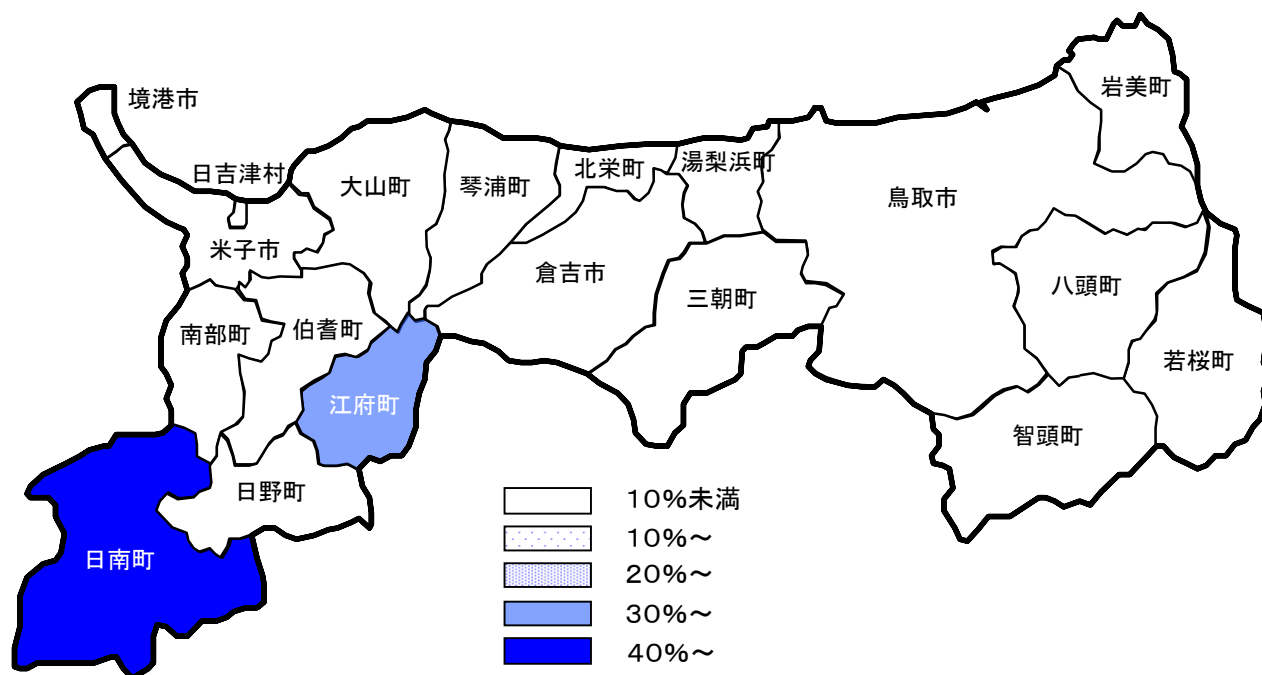 岩美町
境港市
日吉津村
大山町
琴浦町
北栄町
湯梨浜町
鳥取市
米子市
倉吉市
三朝町
八頭町
南部町
伯耆町
若桜町
江府町
智頭町
日野町
日南町
10%未満
10%～
20%～
30%～
40%～